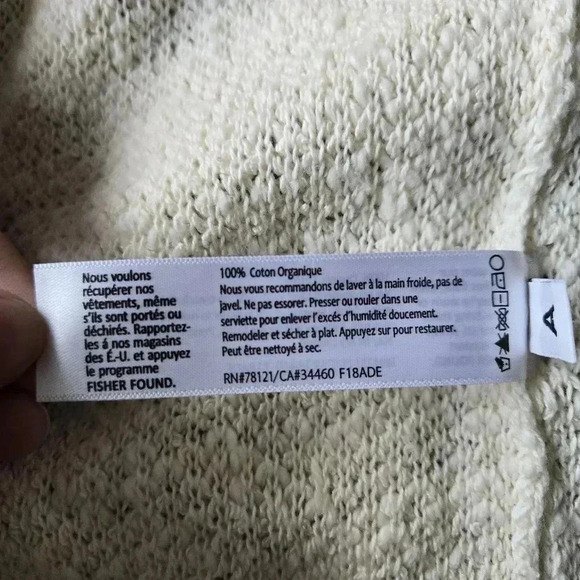 Nous voulons
récupérer nos
vêtements, même
s'ils sont portés ou
déchirés. Rapportez-
les á nos magasins
des É.-U. et appuyez
le programme
FISHER FOUND.
100% Coton Organique
Nous vous recommandons de laver à la main froide, pas de
javel. Ne pas essorer. Presser ou rouler dans une
serviette pour enlever l'excés d'humidité doucement.
Remodeler et sécher à plat. Appuyez sur pour restaurer.
Peut être nettoyé à sec.
RN#78121/CA#34460 F18ADE
A